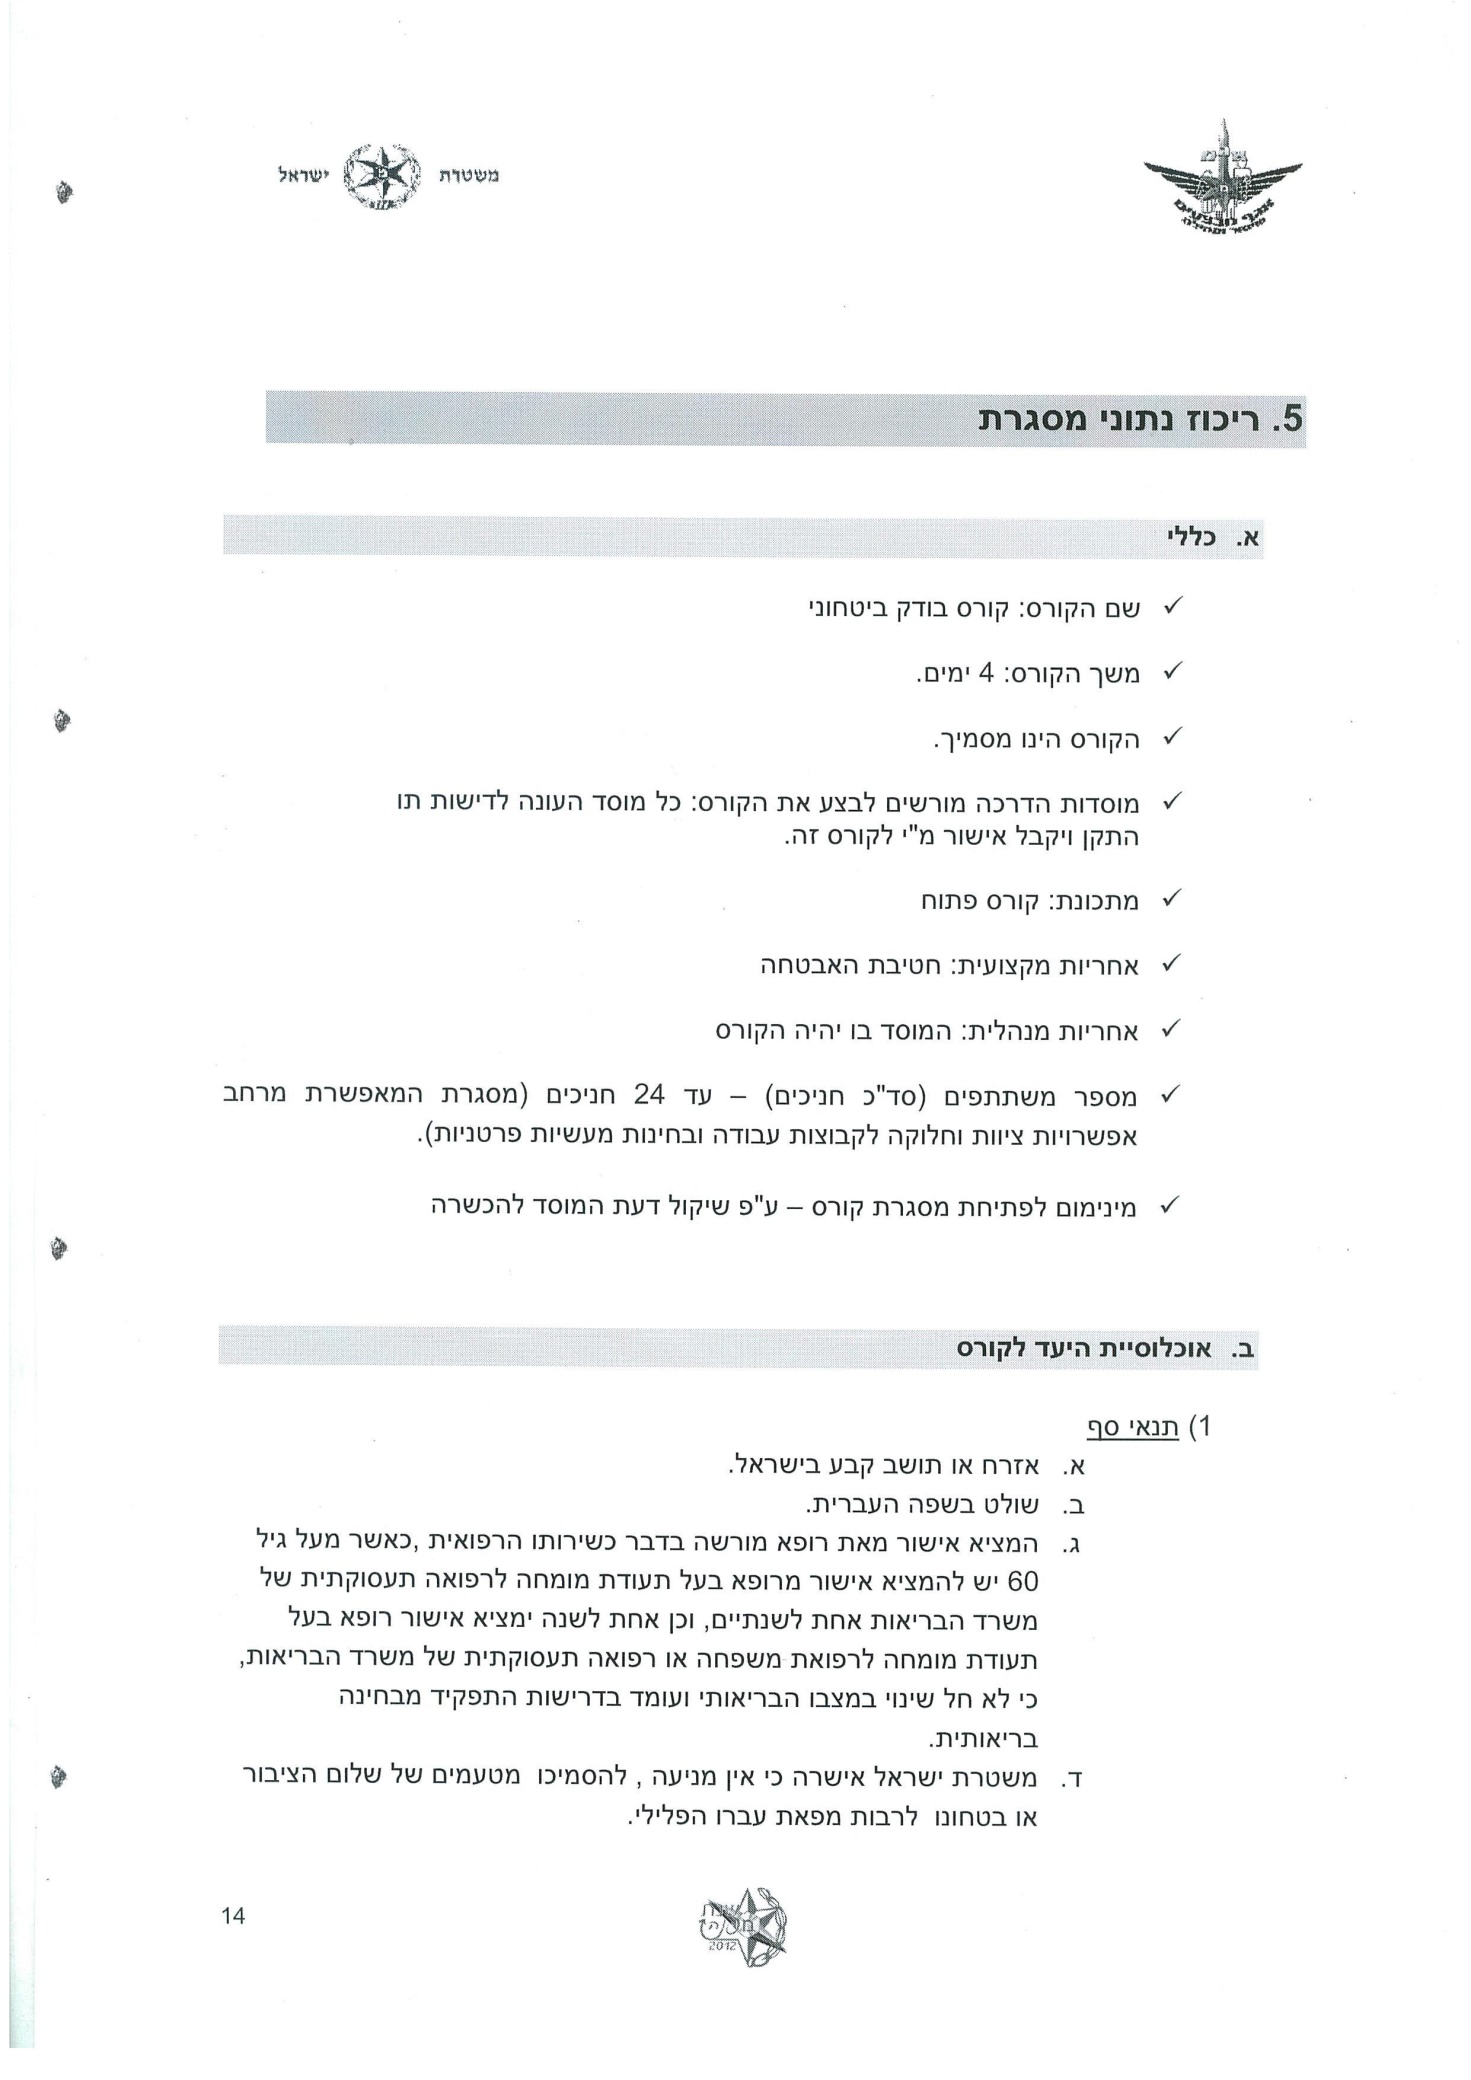 משטרת ישראל
אגף מבצעים
5. ריכוז נתוני מסגרת
א. כללי
✓ שם הקורס: קורס בודק ביטחוני
✓ משך הקורס: 4 ימים.
✓ הקורס הינו מסמיך.
✓ מוסדות הדרכה מורשים לבצע את הקורס: כל מוסד העונה לדישות תו
התקן ויקבל אישור מ"י לקורס זה.
✓ מתכונת: קורס פתוח
✓ אחריות מקצועית: חטיבת האבטחה
✓ אחריות מנהלית: המוסד בו יהיה הקורס
✓ מספר משתתפים (סד"כ חניכים) – עד 24 חניכים (מסגרת המאפשרת מרחב
אפשרויות ציוות וחלוקה לקבוצות עבודה ובחינות מעשיות פרטניות).
✓ מינימום לפתיחת מסגרת קורס – ע"פ שיקול דעת המוסד להכשרה
ב. אוכלוסיית היעד לקורס
1) תנאי סף
א. אזרח או תושב קבע בישראל.
ב. שולט בשפה העברית.
ג. המציא אישור מאת רופא מורשה בדבר כשירותו הרפואית ,כאשר מעל גיל
60 יש להמציא אישור מרופא בעל תעודת מומחה לרפואה תעסוקתית של
משרד הבריאות אחת לשנתיים, וכן אחת לשנה ימציא אישור רופא בעל
תעודת מומחה לרפואת משפחה או רפואה תעסוקתית של משרד הבריאות,
כי לא חל שינוי במצבו הבריאותי ועומד בדרישות התפקיד מבחינה
בריאותית.
ד. משטרת ישראל אישרה כי אין מניעה , להסמיכו מטעמים של שלום הציבור
או בטחונו לרבות מפאת עברו הפלילי.
2012
14